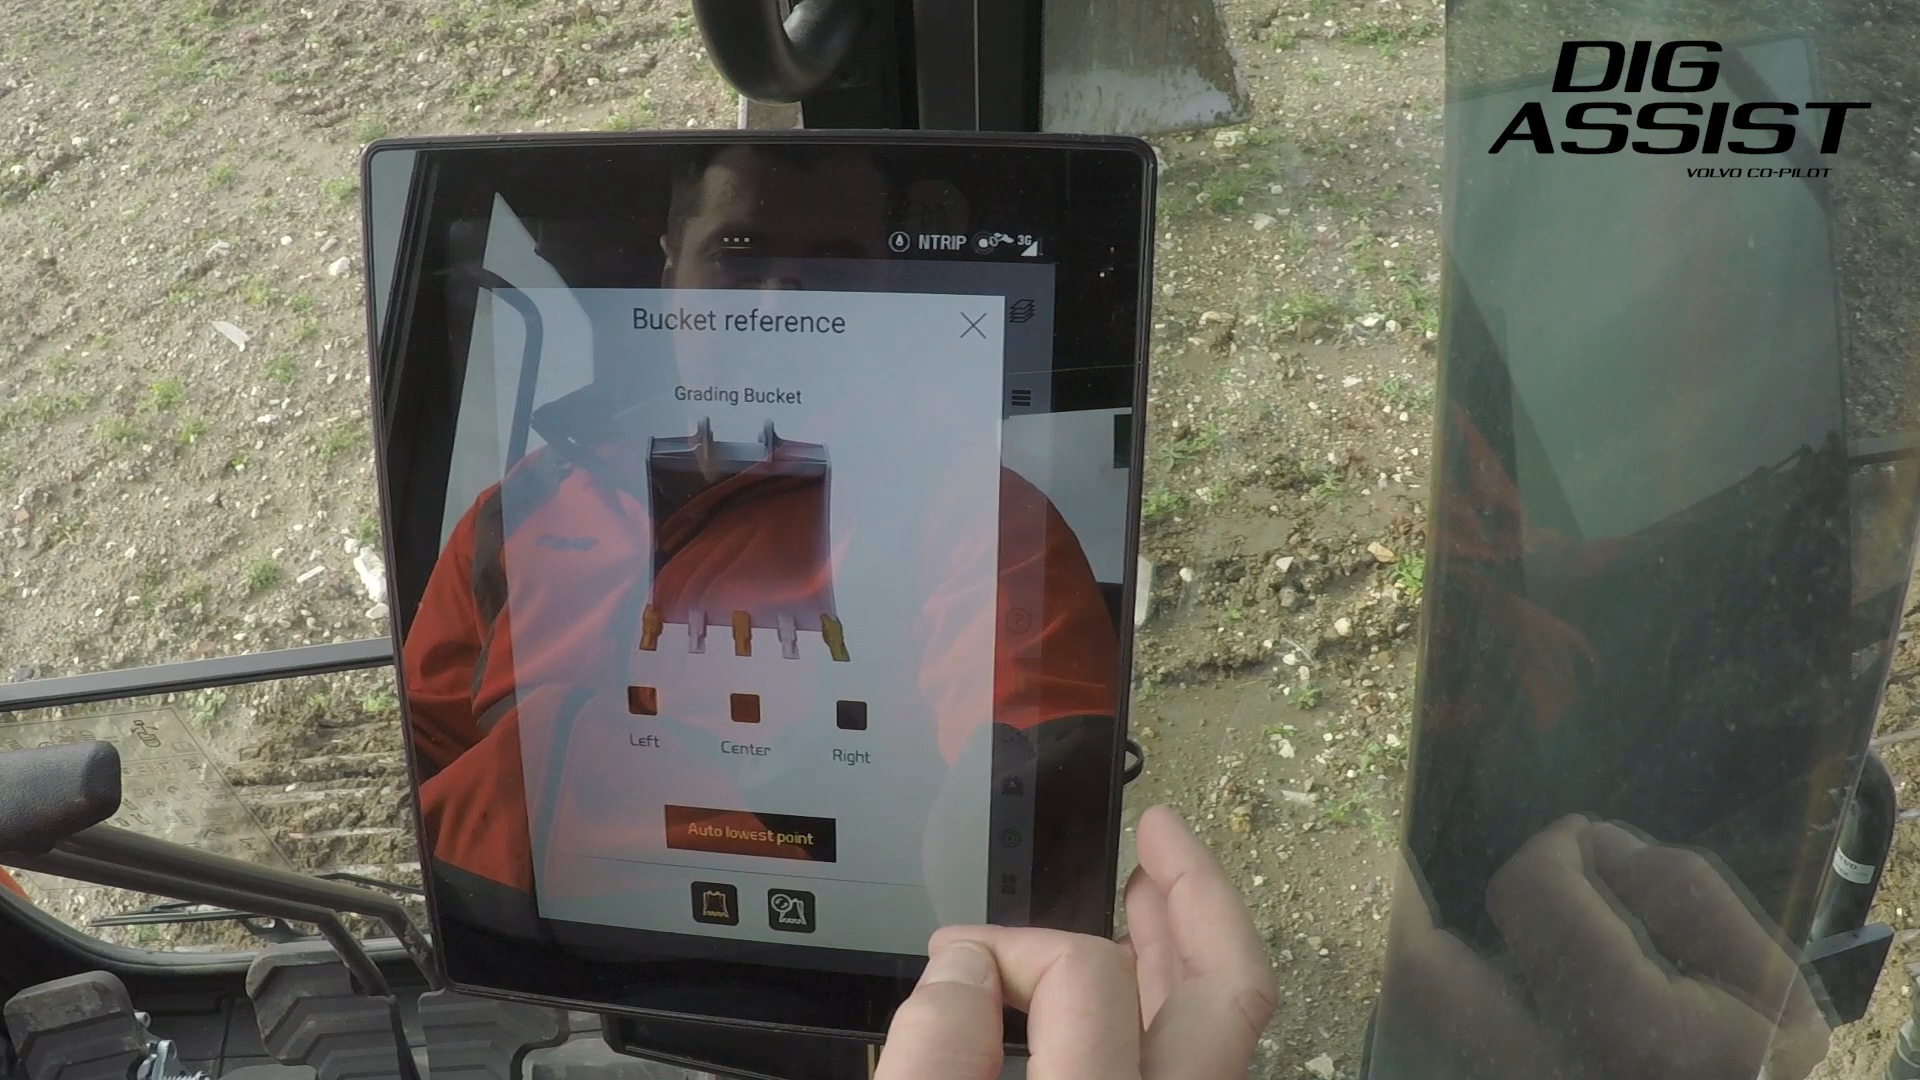 DIG
ASSIST
VOLVO CO-PILOT
NTRIP
3G
Bucket reference
Grading Bucket
Left
Center
Right
Auto lowest point